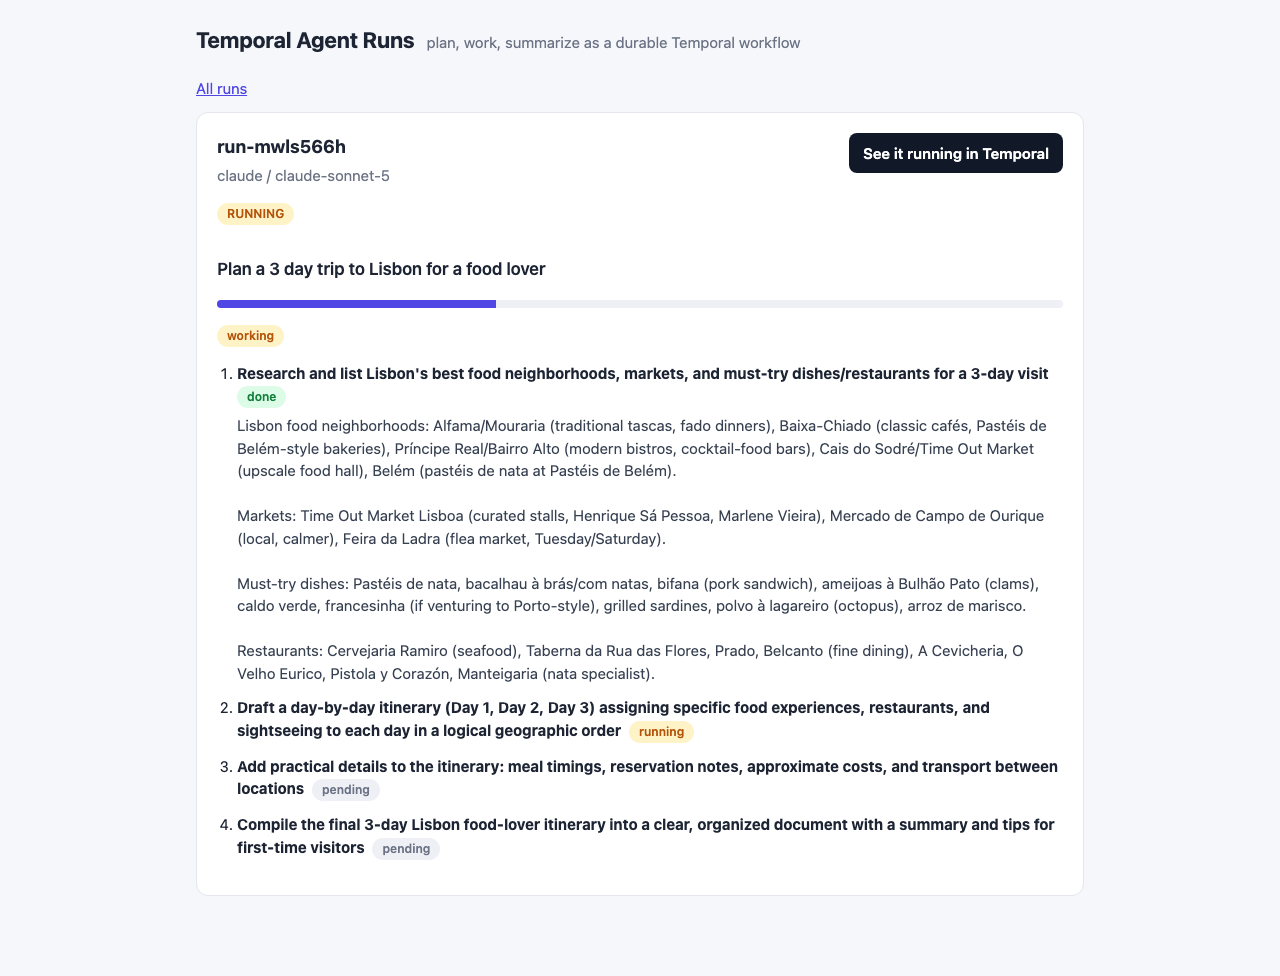 Temporal Agent Runs plan, work, summarize as a durable Temporal workflow
All runs
run-mwls566h
See it running in Temporal
claude / claude-sonnet-5
RUNNING
Plan a 3 day trip to Lisbon for a food lover
working
1. Research and list Lisbon's best food neighborhoods, markets, and must-try dishes/restaurants for a 3-day visit
done
Lisbon food neighborhoods: Alfama/Mouraria (traditional tascas, fado dinners), Baixa-Chiado (classic cafés, Pastéis de
Belém-style bakeries), Príncipe Real/Bairro Alto (modern bistros, cocktail-food bars), Cais do Sodré/Time Out Market
(upscale food hall), Belém (pastéis de nata at Pastéis de Belém).
Markets: Time Out Market Lisboa (curated stalls, Henrique Sá Pessoa, Marlene Vieira), Mercado de Campo de Ourique
(local, calmer), Feira da Ladra (flea market, Tuesday/Saturday).
Must-try dishes: Pastéis de nata, bacalhau à brás/com natas, bifana (pork sandwich), ameijoas à Bulhão Pato (clams),
caldo verde, francesinha (if venturing to Porto-style), grilled sardines, polvo à lagareiro (octopus), arroz de marisco.
Restaurants: Cervejaria Ramiro (seafood), Taberna da Rua das Flores, Prado, Belcanto (fine dining), A Cevicheria, O
Velho Eurico, Pistola y Corazón, Manteigaria (nata specialist).
2. Draft a day-by-day itinerary (Day 1, Day 2, Day 3) assigning specific food experiences, restaurants, and
sightseeing to each day in a logical geographic order running
3. Add practical details to the itinerary: meal timings, reservation notes, approximate costs, and transport between
locations pending
4. Compile the final 3-day Lisbon food-lover itinerary into a clear, organized document with a summary and tips for
first-time visitors pending